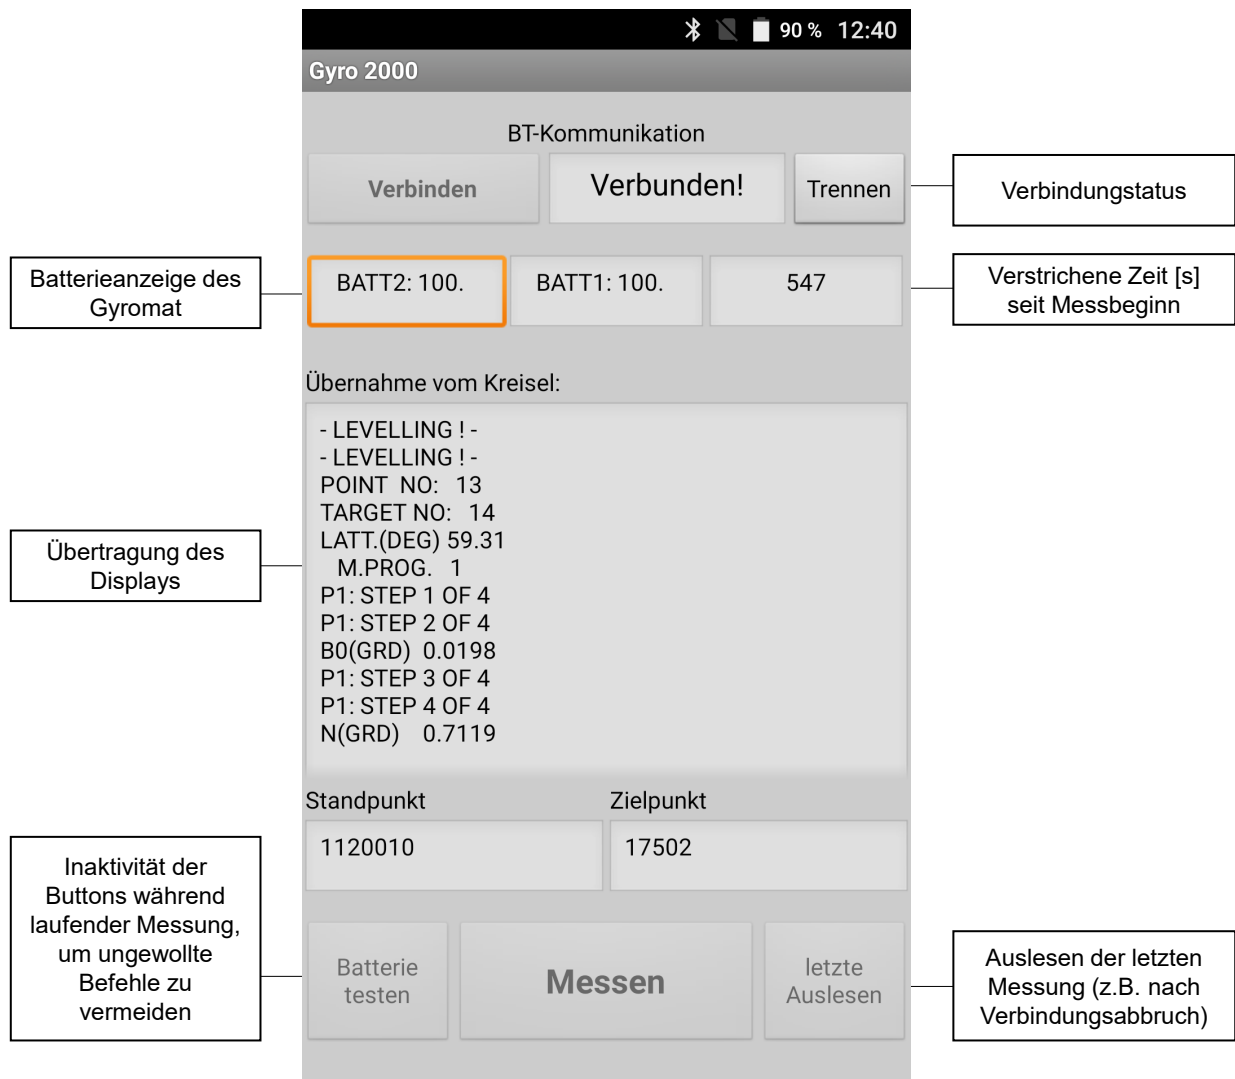 90 % 12:40
Gyro 2000
BT-Kommunikation
Verbinden
Verbunden!
Trennen
Verbindungstatus
Batterieanzeige des
Gyromat
BATT2: 100.
BATT1: 100.
547
Verstrichene Zeit [s]
seit Messbeginn
Übernahme vom Kreisel:
- LEVELLING ! -
- LEVELLING ! -
POINT NO: 13
TARGET NO: 14
LATT.(DEG) 59.31
M.PROG. 1
P1: STEP 1 OF 4
P1: STEP 2 OF 4
B0(GRD) 0.0198
P1: STEP 3 OF 4
P1: STEP 4 OF 4
N(GRD) 0.7119
Übertragung des
Displays
Standpunkt
Zielpunkt
1120010
17502
Inaktivität der
Buttons während
laufender Messung,
um ungewollte
Befehle zu
vermeiden
Batterie
testen
Messen
letzte
Auslesen
Auslesen der letzten
Messung (z.B. nach
Verbindungsabbruch)